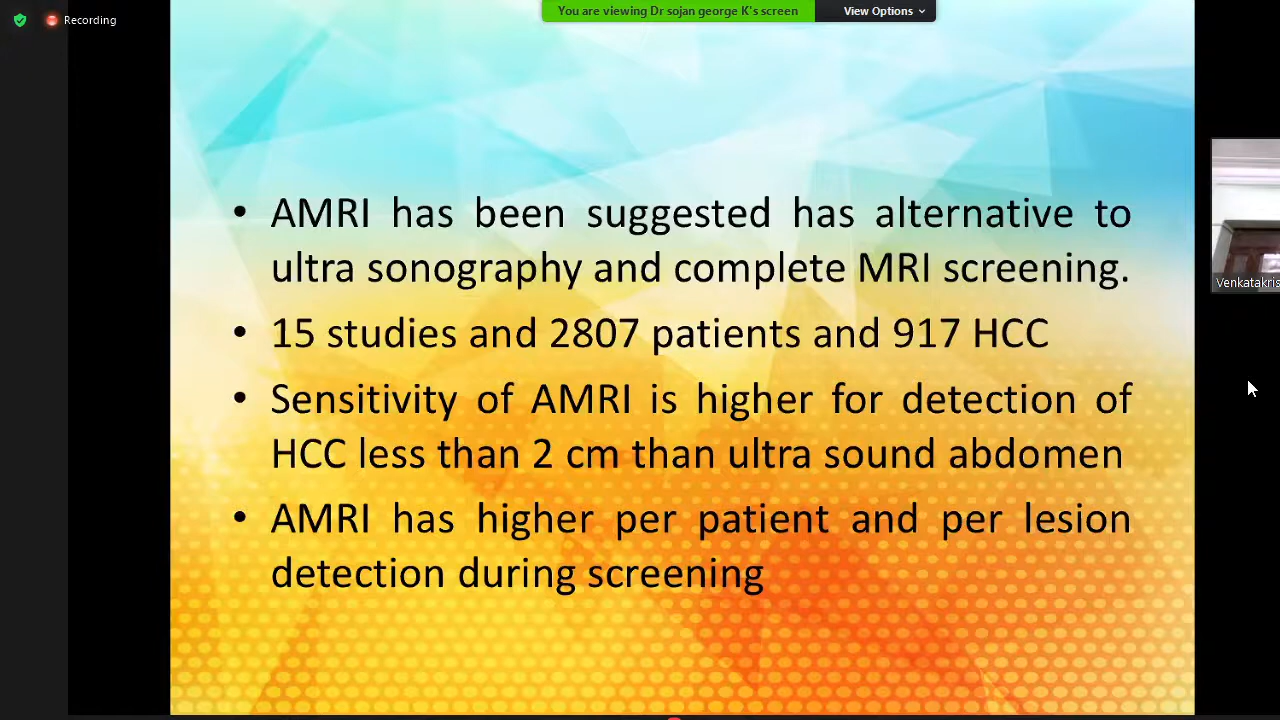 Recording
You are viewing Dr sojan george K's screen
View Options
• AMRI has been suggested has alternative to
ultra sonography and complete MRI screening.
• 15 studies and 2807 patients and 917 HCC
• Sensitivity of AMRI is higher for detection of
HCC less than 2 cm than ultra sound abdomen
• AMRI has higher per patient and per lesion
detection during screening
Venkatakris